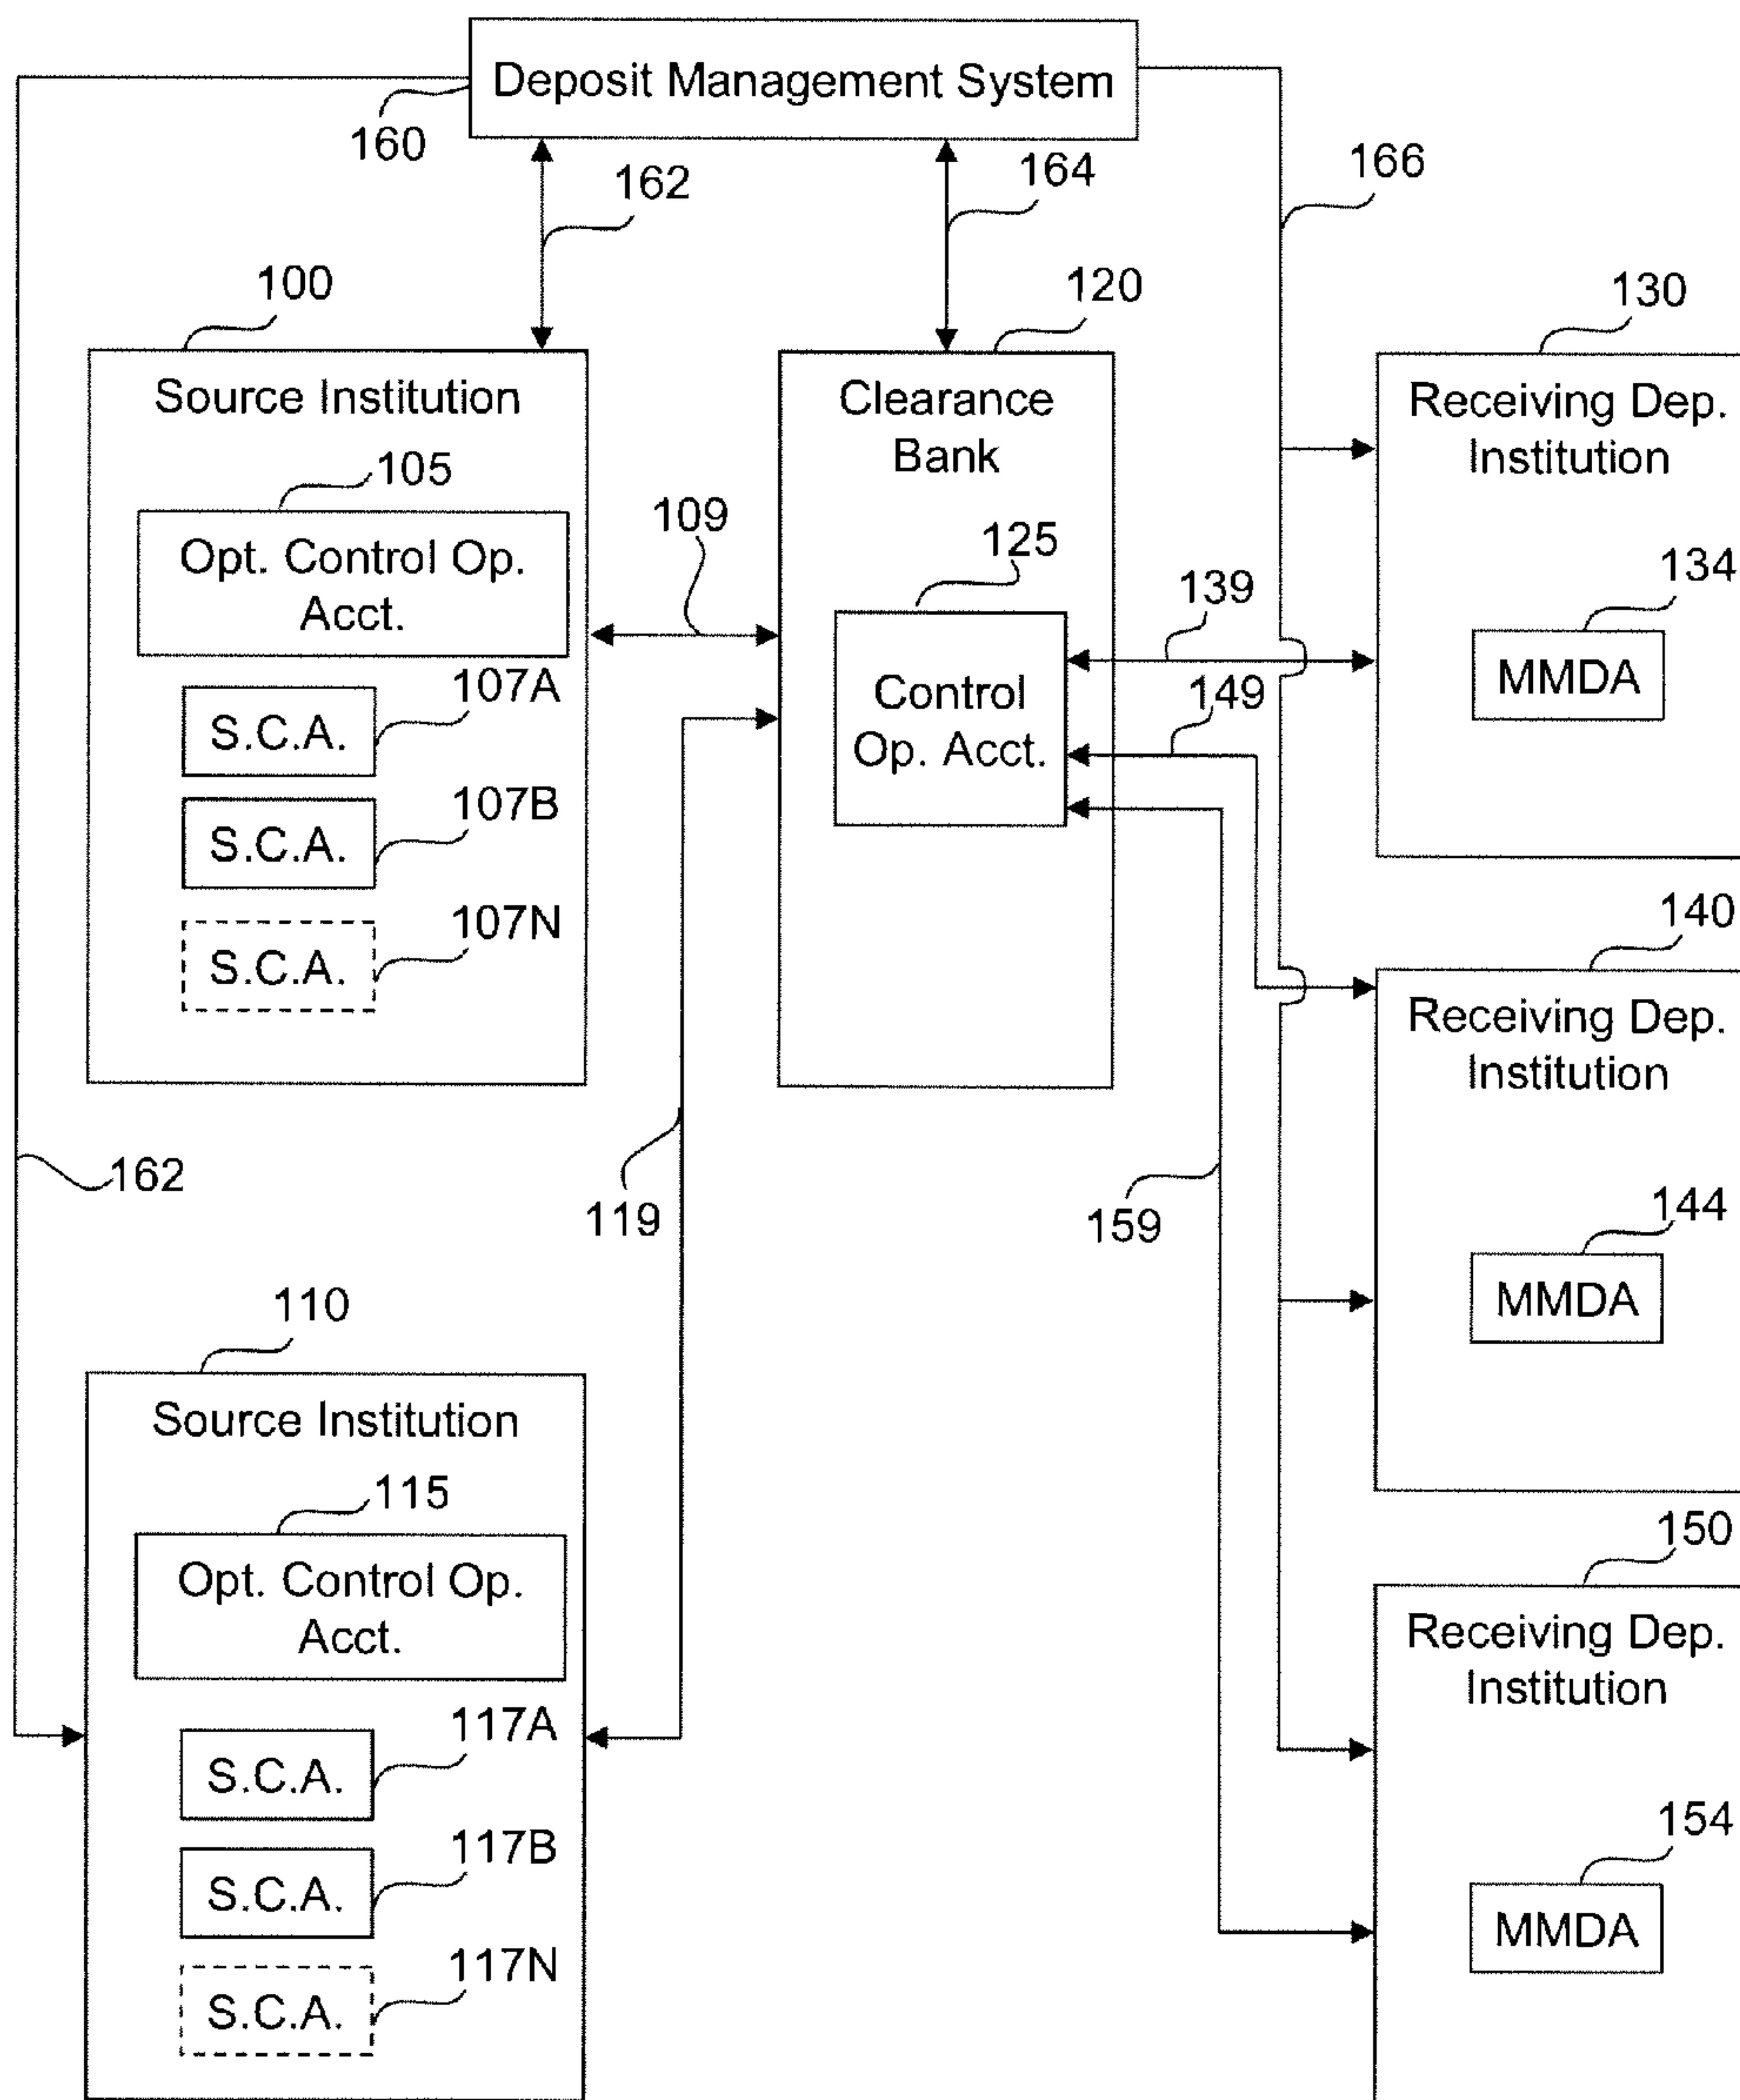 Deposit Management System
160
162
164
166
100
120
130
Source Institution
Clearance
Bank
Receiving Dep.
Institution
105
109
125
139
134
Opt. Control Op.
Acct.
Control
Op. Acct.
MMDA
107A
S.C.A.
149
107B
S.C.A.
107N
S.C.A.
140
Receiving Dep.
Institution
162
119
159
144
MMDA
110
Source Institution
150
Receiving Dep.
Institution
115
Opt. Control Op.
Acct.
117A
S.C.A.
117B
S.C.A.
154
MMDA
117N
S.C.A.